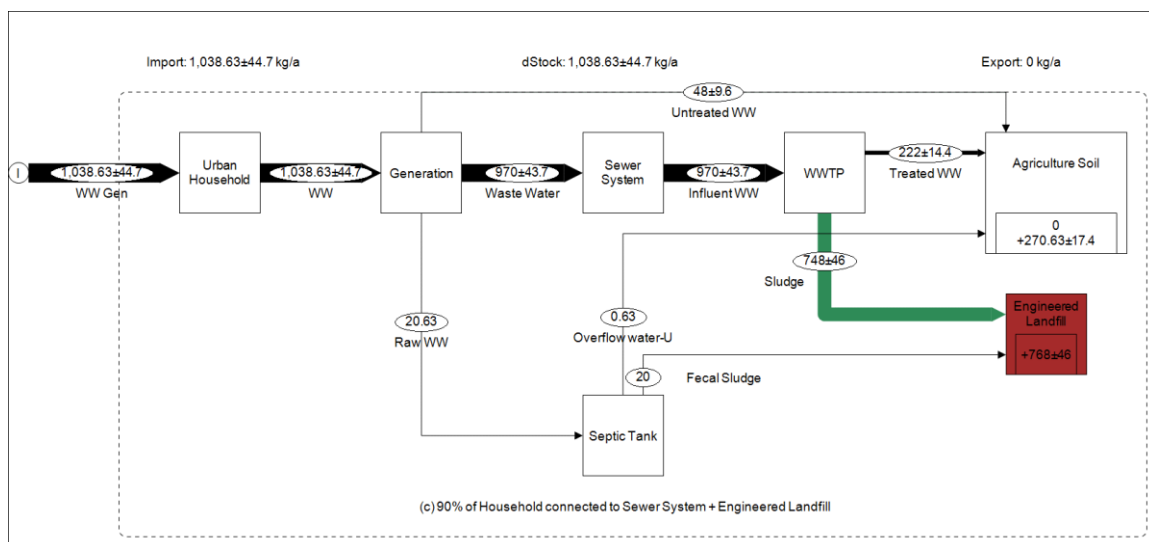 Import: 1,038.63±44.7 kg/a
dStock: 1,038.63±44.7 kg/a
Export: 0 kg/a
48±9.6
Untreated WW
I
1,038.63±44.7
WW Gen
Urban
Household
1,038.63±44.7
WW
Generation
970±43.7
Waste Water
Sewer
System
970±43.7
Influent WW
WWTP
222±14.4
Treated WW
Agriculture Soil
0
+270.63±17.4
748±46
Sludge
Engineered
Landfill
+768±46
20.63
Raw WW
0.63
Overflow water-U
20
Fecal Sludge
Septic Tank
(c) 90% of Household connected to Sewer System + Engineered Landfill